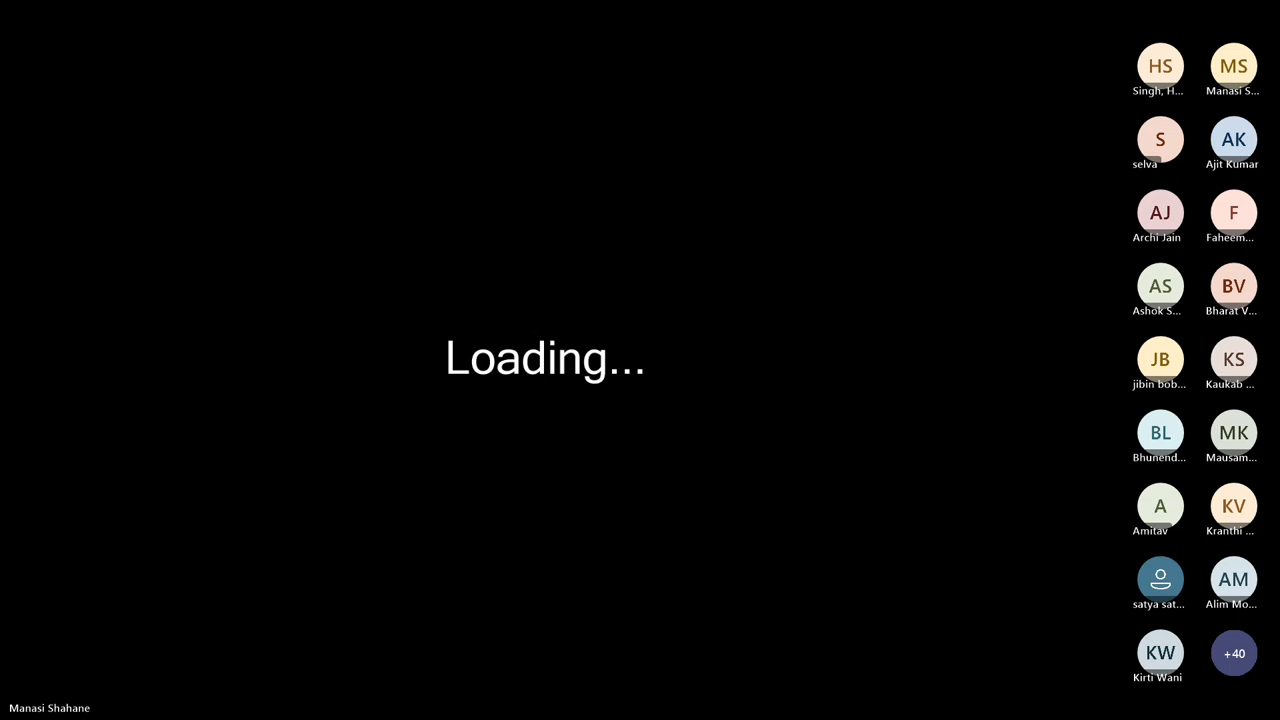 HS
MS
Singh, H...
Manasi S...
S
AK
selva
Ajit Kumar
AJ
F
Archi Jain
Faheem...
AS
BV
Ashok S...
Bharat V...
Loading...
JB
KS
jibin bob...
Kaukab ...
BL
MK
Bhunend...
Mausam...
A
KV
Amitav
Kranthi ...
AM
satya sat...
Alim Mo...
KW
+40
Kirti Wani
Manasi Shahane